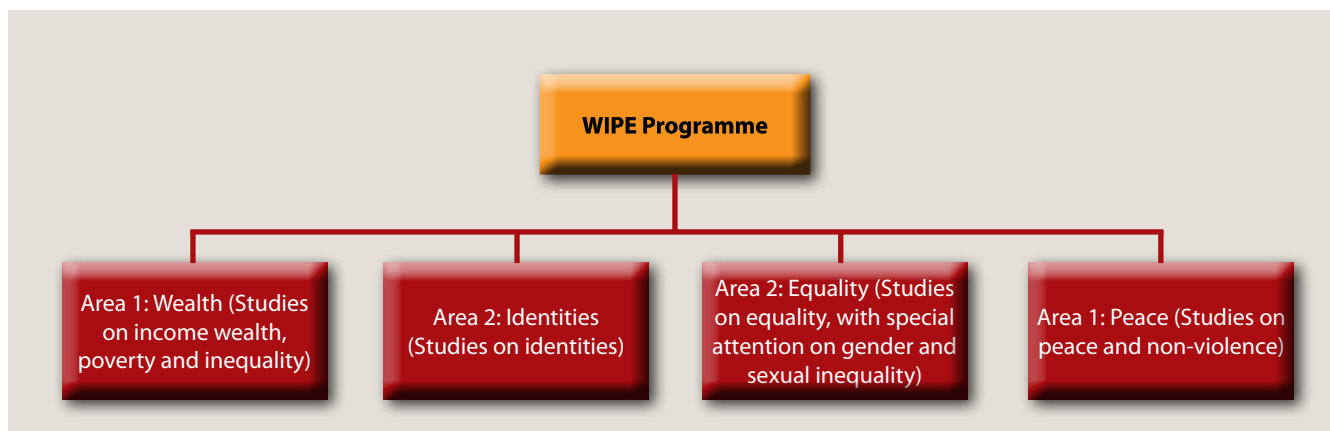 WIPE Programme
Area 1: Wealth (Studies
on income wealth,
poverty and inequality)
Area 2: Identities
(Studies on identities)
Area 2: Equality (Studies
on equality, with special
attention on gender and
sexual inequality)
Area 1: Peace (Studies on
peace and non-violence)